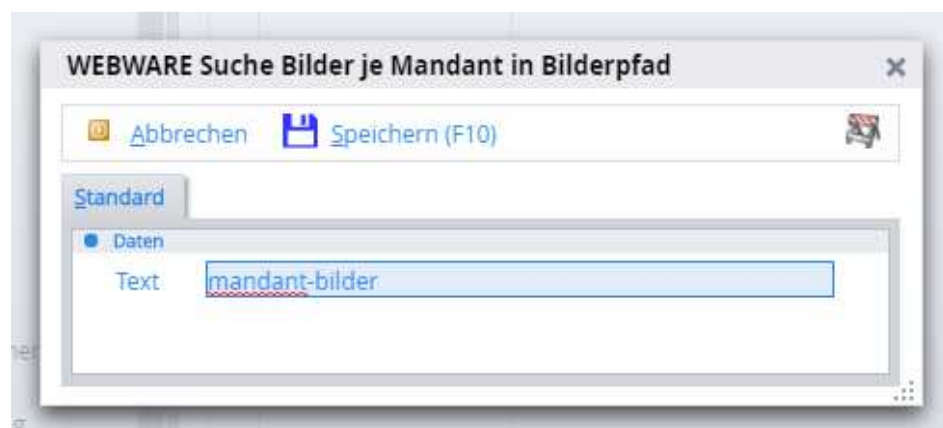 WEBWARE Suche Bilder je Mandant in Bilderpfad
Abbrechen Speichern (F10)
Standard
Daten
Text mandant-bilder